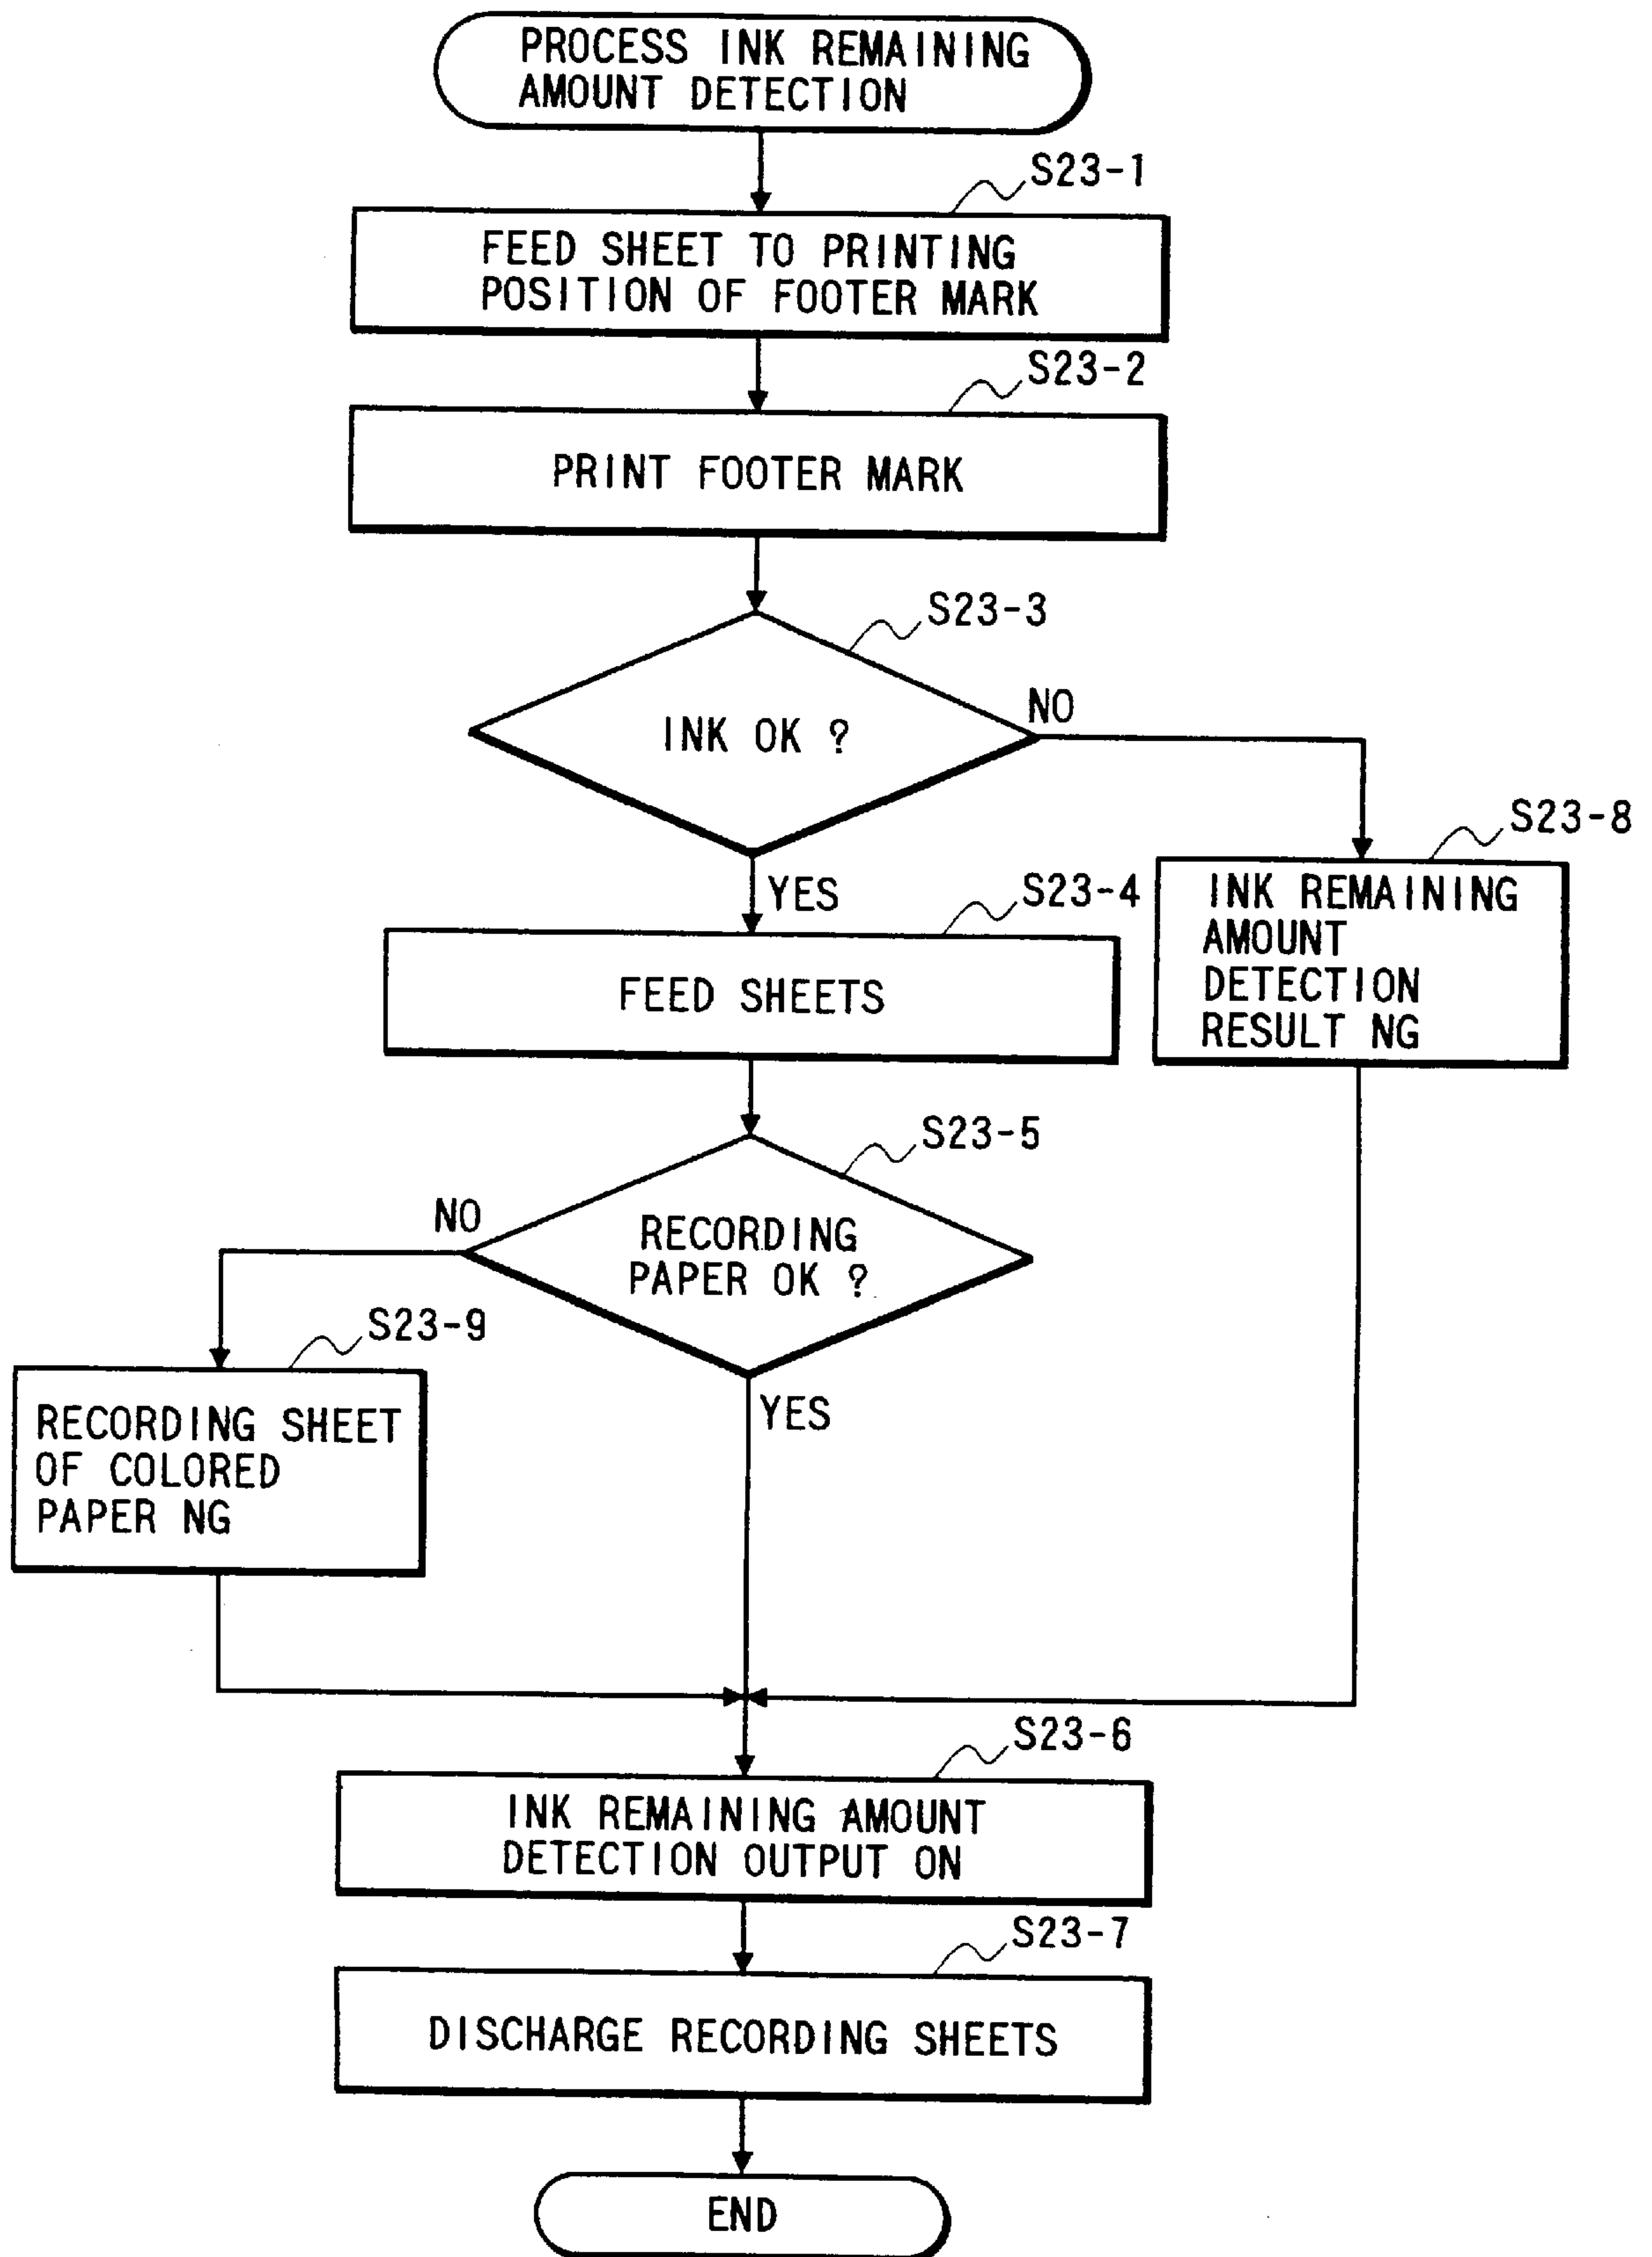 PROCESS INK REMAINING
AMOUNT DETECTION
S23-1
FEED SHEET TO PRINTING
POSITION OF FOOTER MARK
S23-2
PRINT FOOTER MARK
S23-3
INK OK ?
NO
YES
S23-8
INK REMAINING
AMOUNT
DETECTION
RESULT NG
S23-4
FEED SHEETS
S23-5
RECORDING
PAPER OK ?
NO
YES
S23-9
RECORDING SHEET
OF COLORED
PAPER NG
S23-6
INK REMAINING AMOUNT
DETECTION OUTPUT ON
S23-7
DISCHARGE RECORDING SHEETS
END